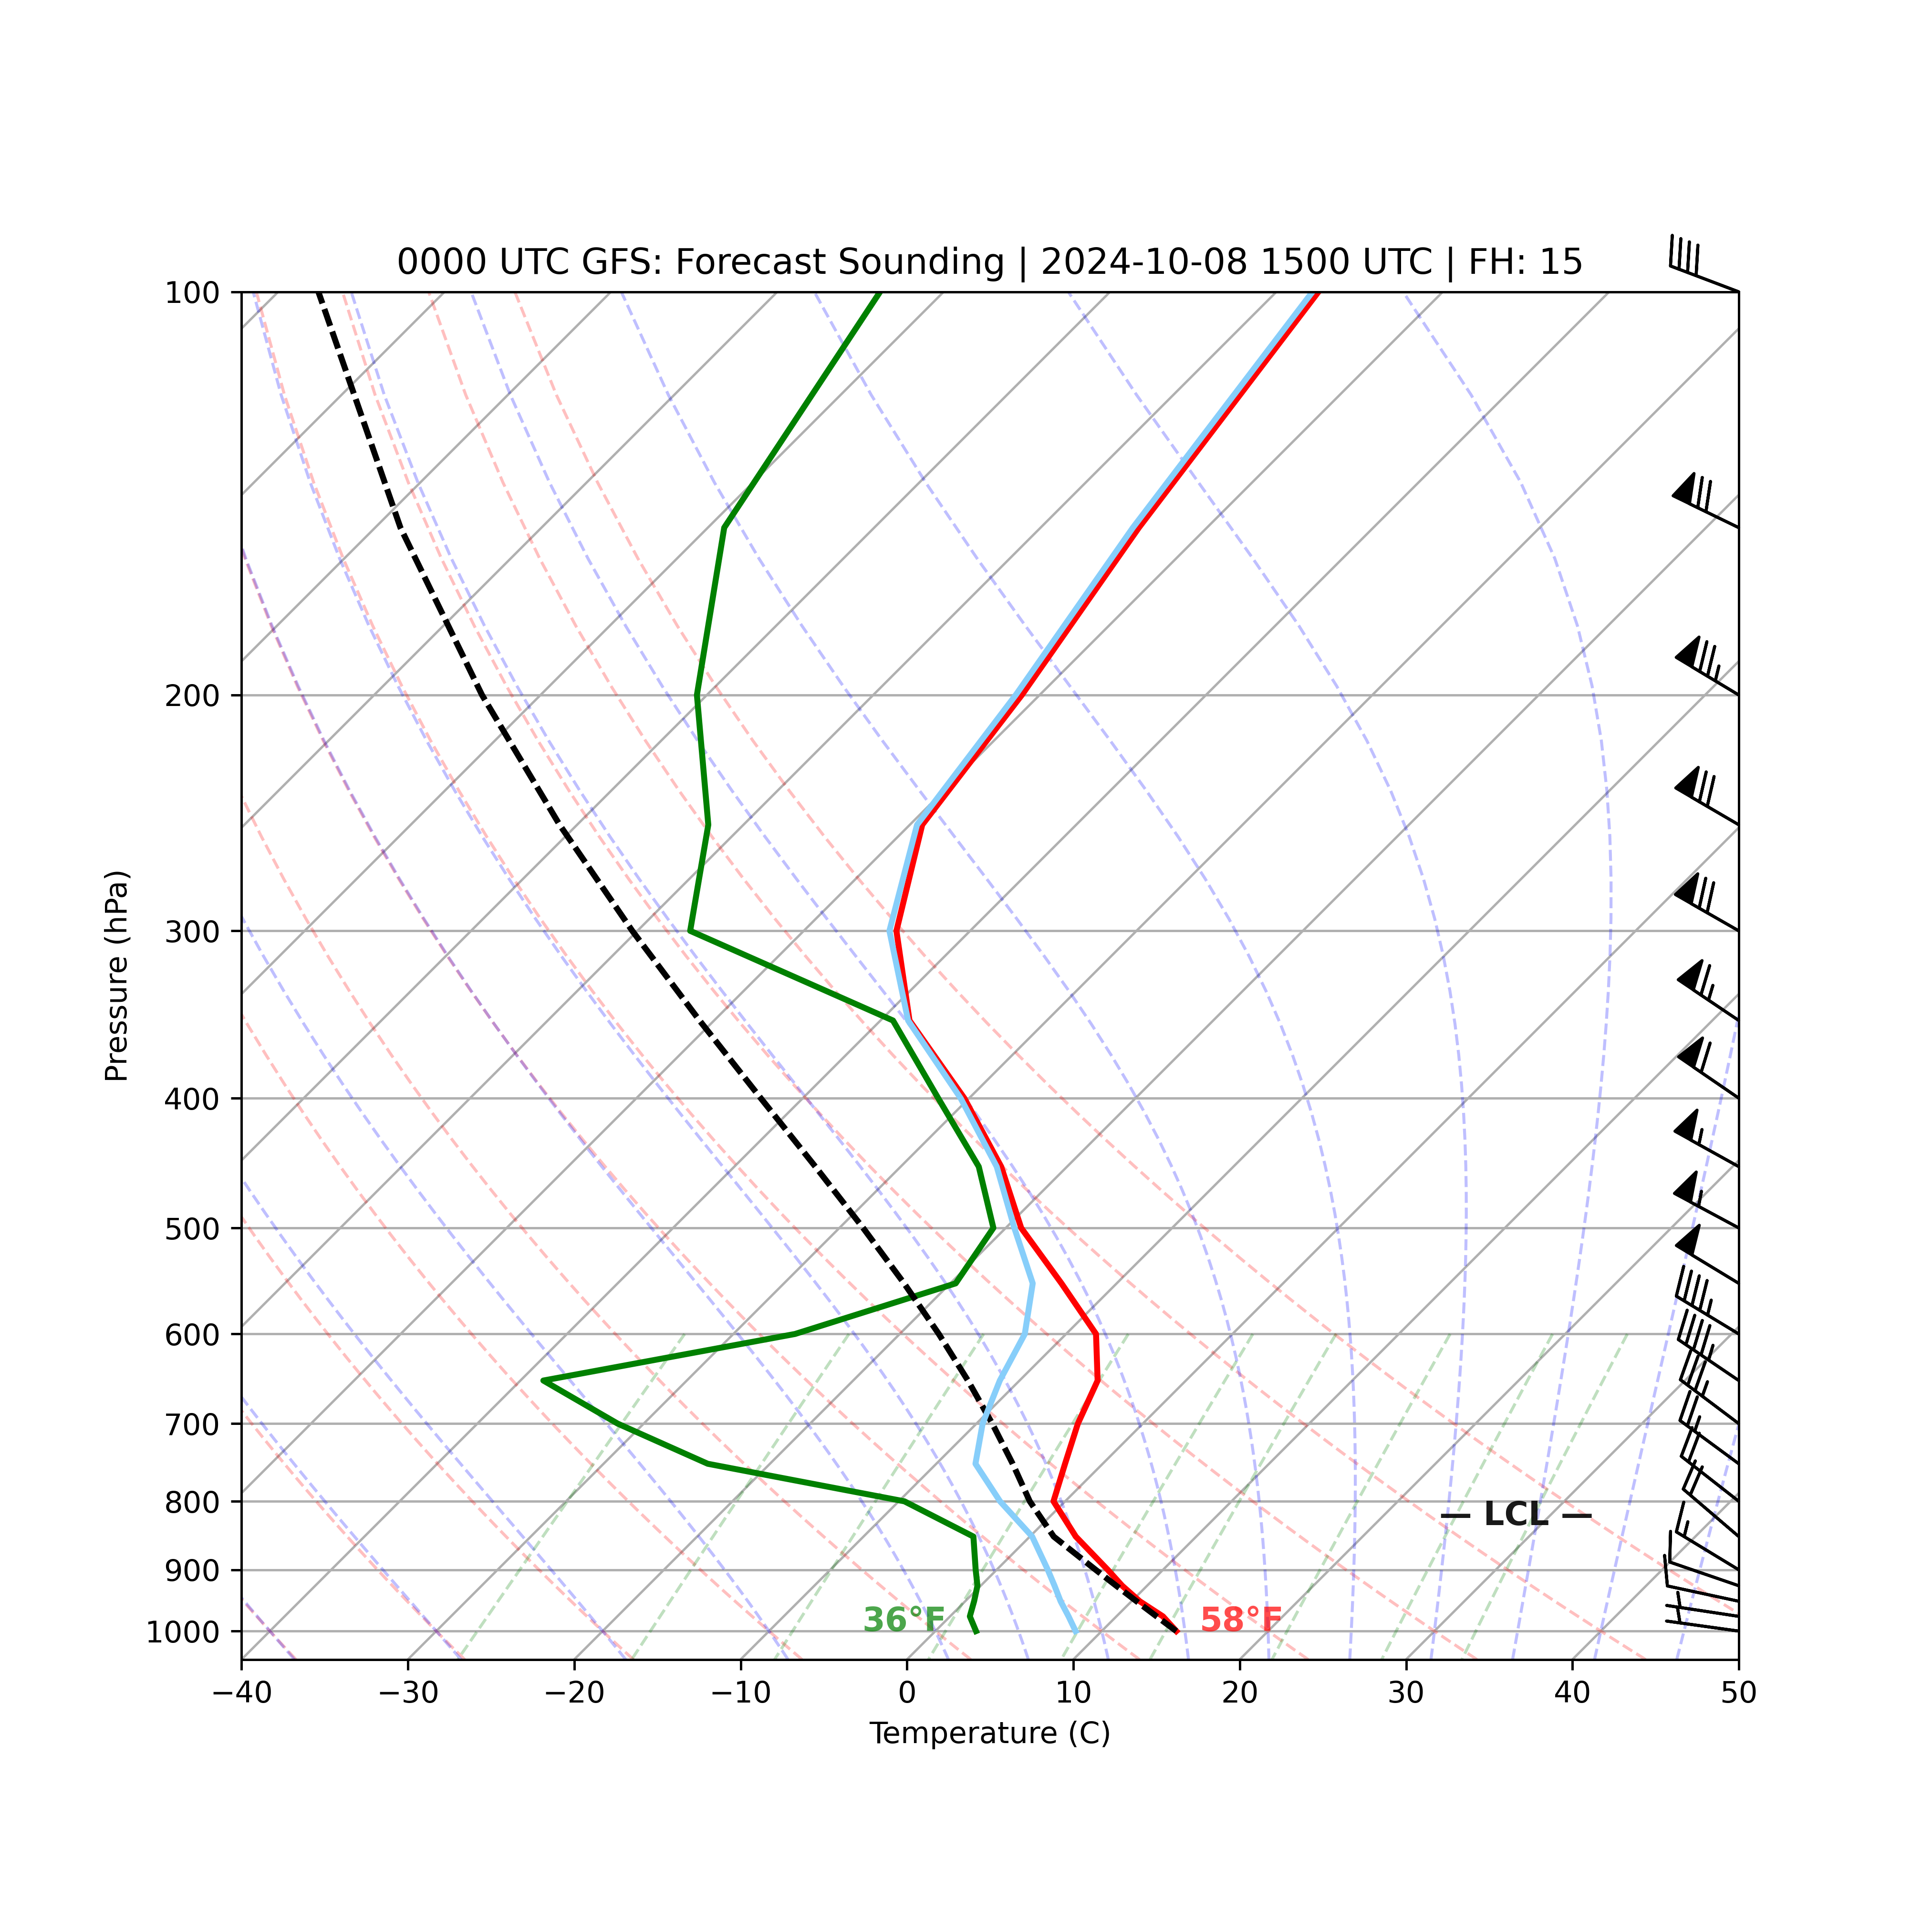 0000 UTC GFS: Forecast Sounding | 2024-10-08 1500 UTC | FH: 15
100
200
300
400
500
600
700
800
900
1000
Pressure (hPa)
— LCL —
36°F
58°F
−40 −30 −20 −10 0 10 20 30 40 50
Temperature (C)